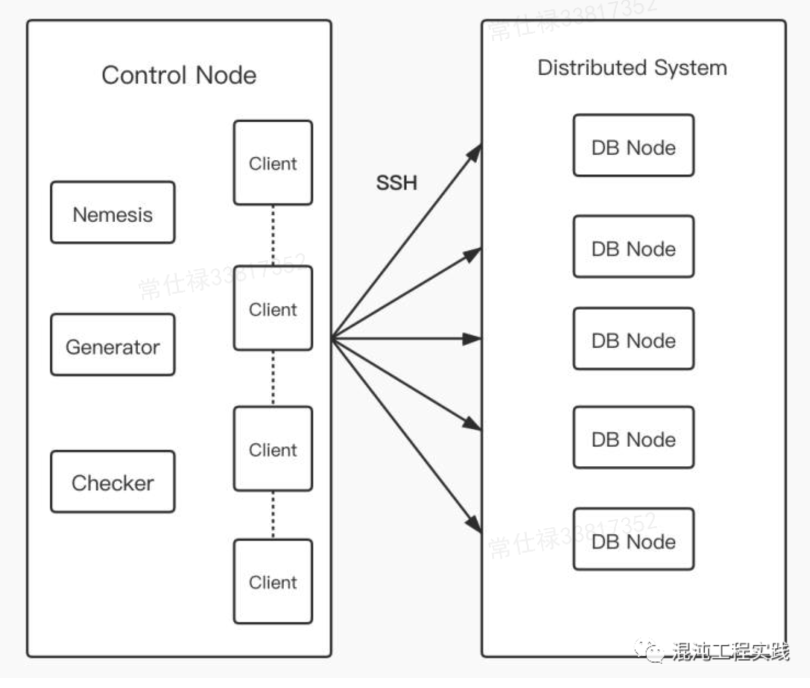 常仕禄33817352
Control Node
Distributed System
Client
DB Node
SSH
Nemesis
DB Node
常仕禄33817352
Client
Generator
DB Node
Client
DB Node
Checker
常仕禄33817352
DB Node
Client
混沌工程实践